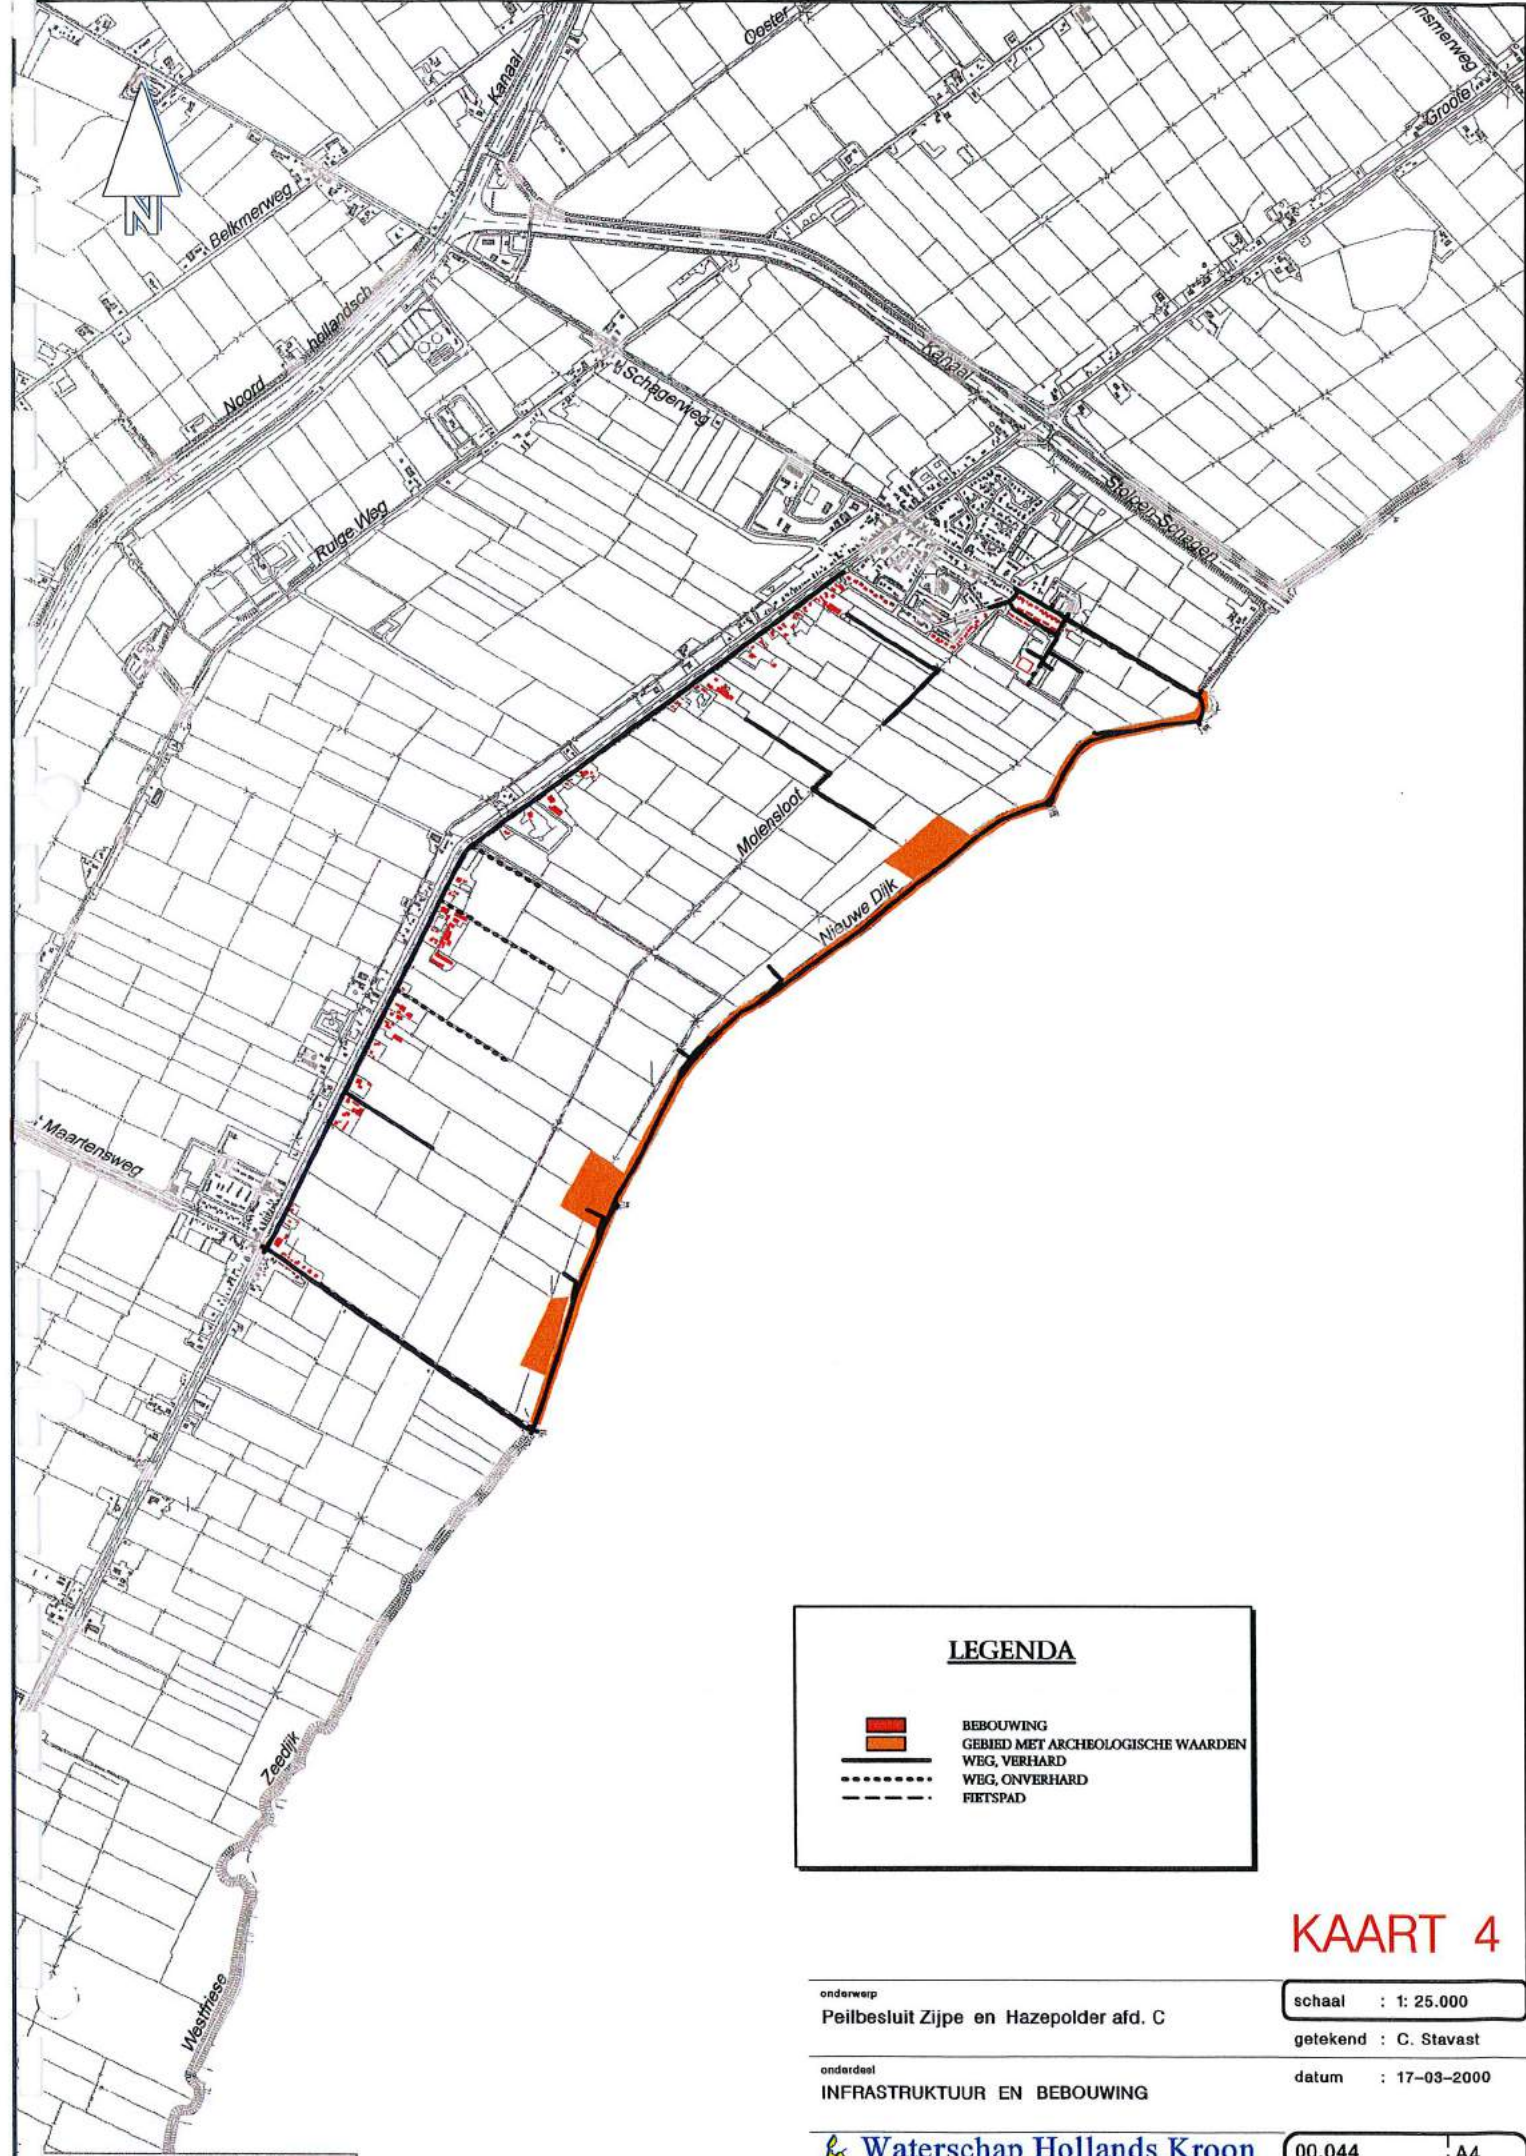 Kanaal
Ooster
insmerweg
Groote
N
Belkmerweg
Noord
hollandsch
Schagerweg
Kanaal
Stolpen-Schagen
Ruige Weg
Molensloot
Nieuwe Dijk
Maartensweg
Zeedijk
Westfriese
LEGENDA
BEBOUWING
GEBIED MET ARCHEOLOGISCHE WAARDEN
WEG, VERHARD
WEG, ONVERHARD
FIETSPAD
KAART 4
onderwerp
Peilbesluit Zijpe en Hazepolder afd. C
schaal : 1: 25.000
getekend : C. Stavast
onderdeel
INFRASTRUKTUUR EN BEBOUWING
datum : 17-03-2000
Waterschap Hollands Kroon
00.044 A4